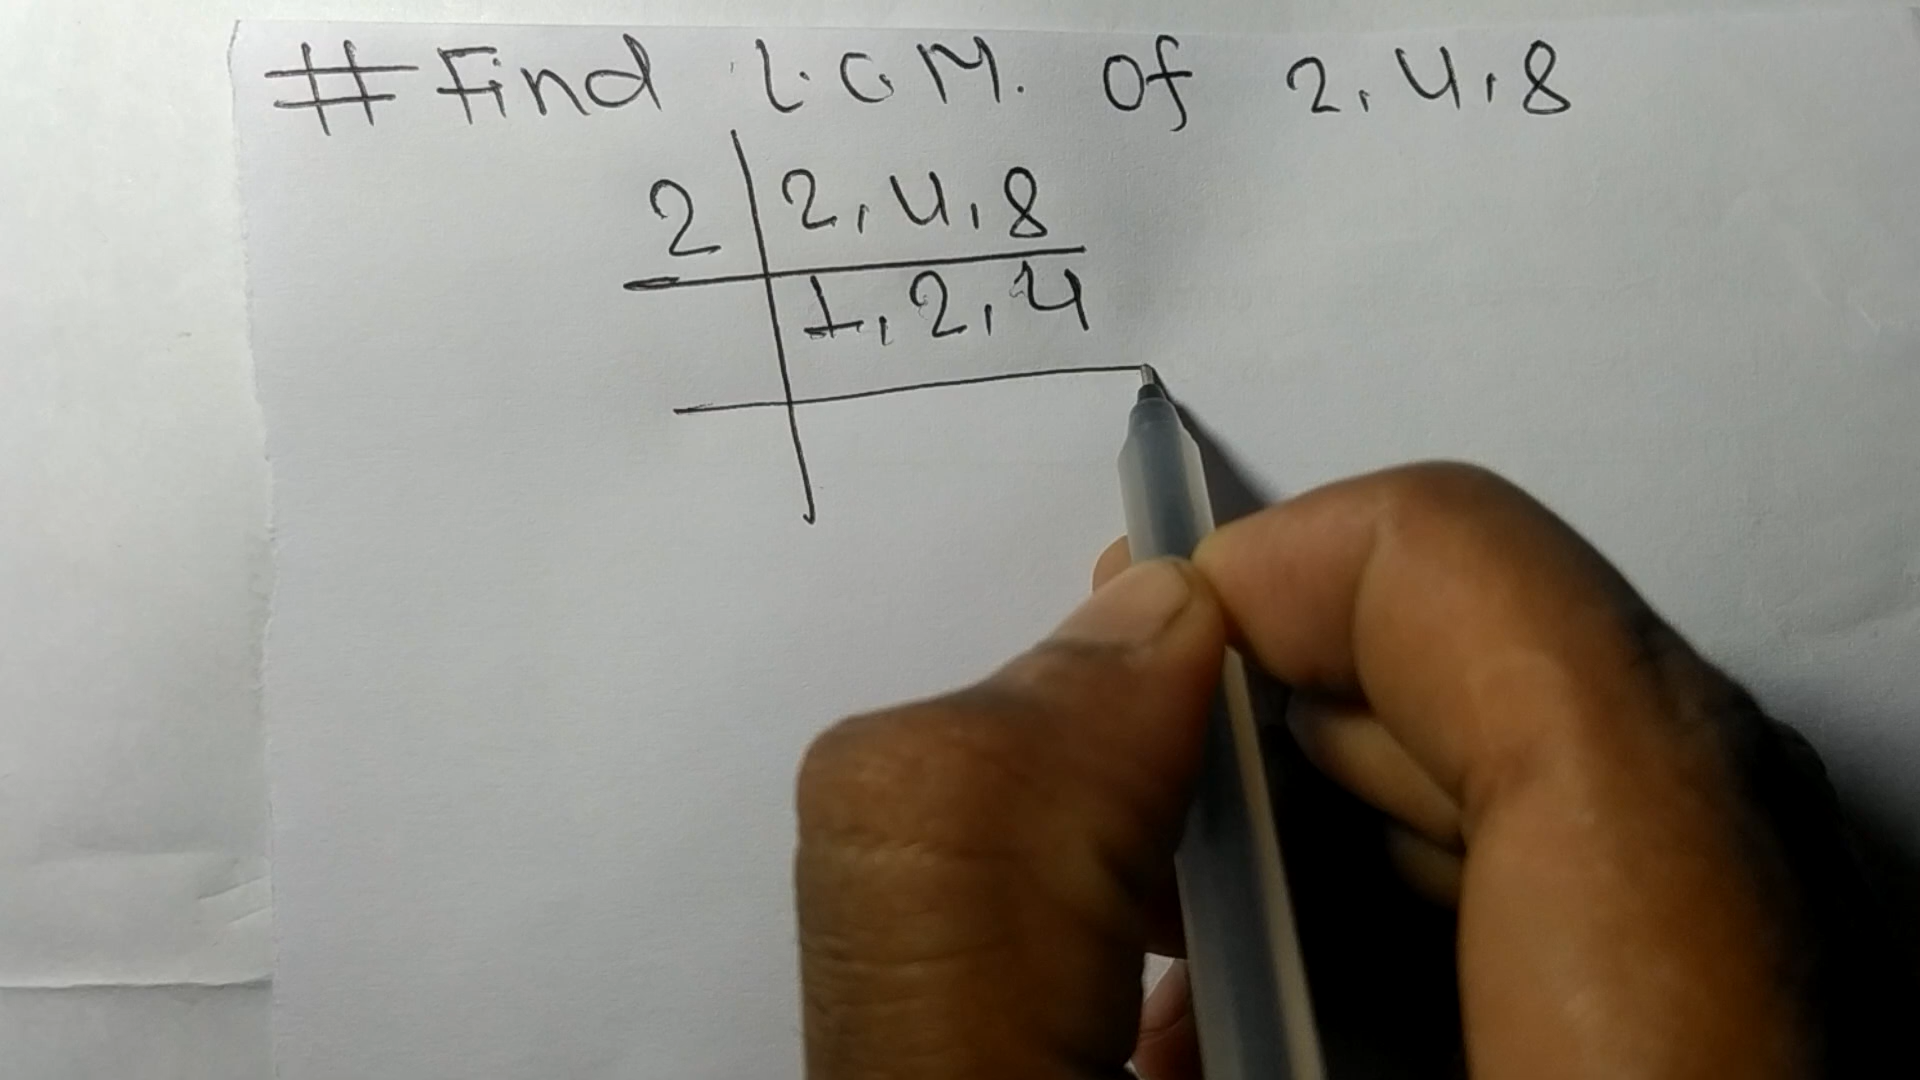 # Find L.C.M. Of 2, 4, 8
2 | 2, 4, 8
1, 2, 4